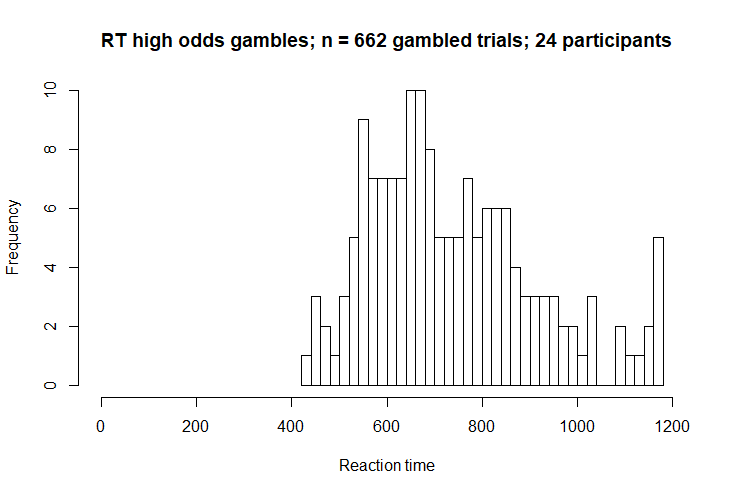 RT high odds gambles; n = 662 gambled trials; 24 participants
10
8
6
4
2
0
Frequency
0 200 400 600 800 1000 1200
Reaction time